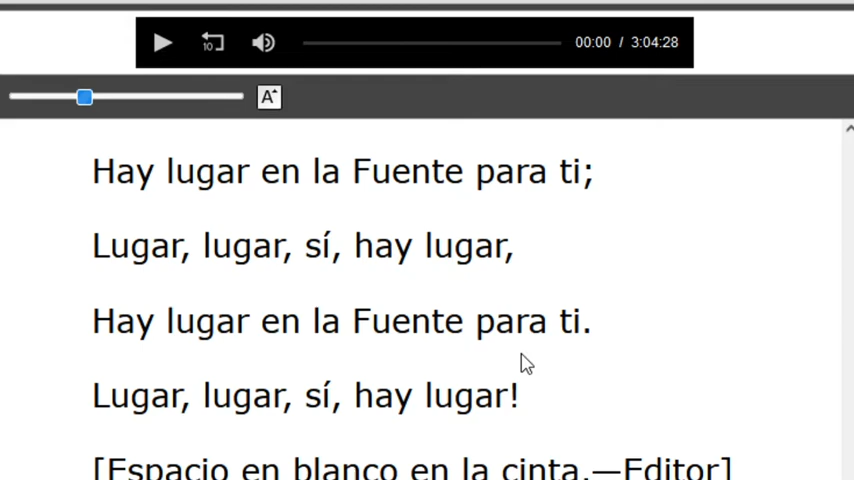 10
00:00 / 3:04:28
A
Hay lugar en la Fuente para ti;
Lugar, lugar, sí, hay lugar,
Hay lugar en la Fuente para ti.
Lugar, lugar, sí, hay lugar!
[Espacio en blanco en la cinta.—Editor]